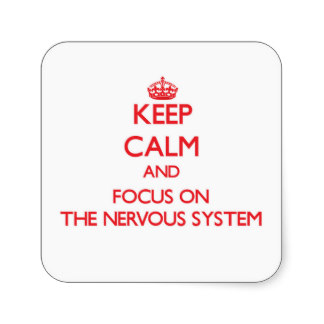 KEEP
CALM
AND
FOCUS ON
THE NERVOUS SYSTEM